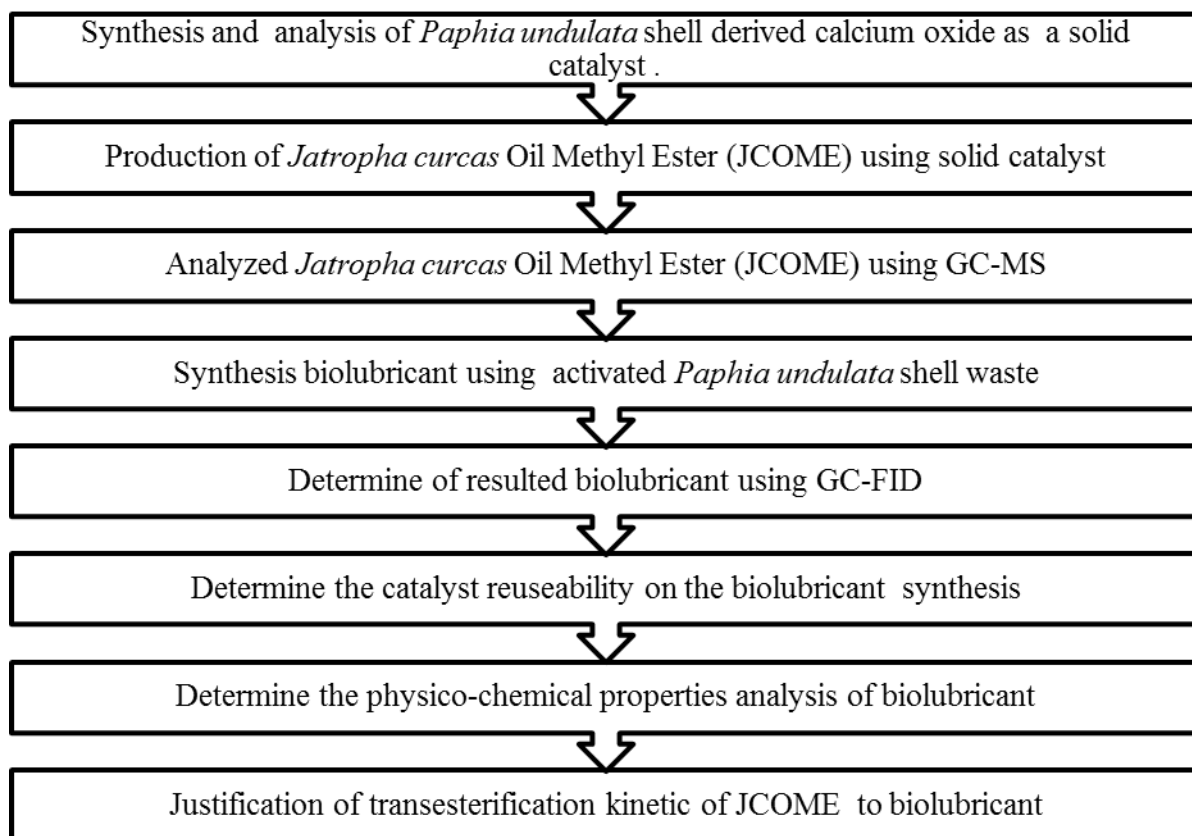 Synthesis and analysis of Paphia undulata shell derived calcium oxide as a solid
catalyst .
Production of Jatropha curcas Oil Methyl Ester (JCOME) using solid catalyst
Analyzed Jatropha curcas Oil Methyl Ester (JCOME) using GC-MS
Synthesis biolubricant using activated Paphia undulata shell waste
Determine of resulted biolubricant using GC-FID
Determine the catalyst reuseability on the biolubricant synthesis
Determine the physico-chemical properties analysis of biolubricant
Justification of transesterification kinetic of JCOME to biolubricant